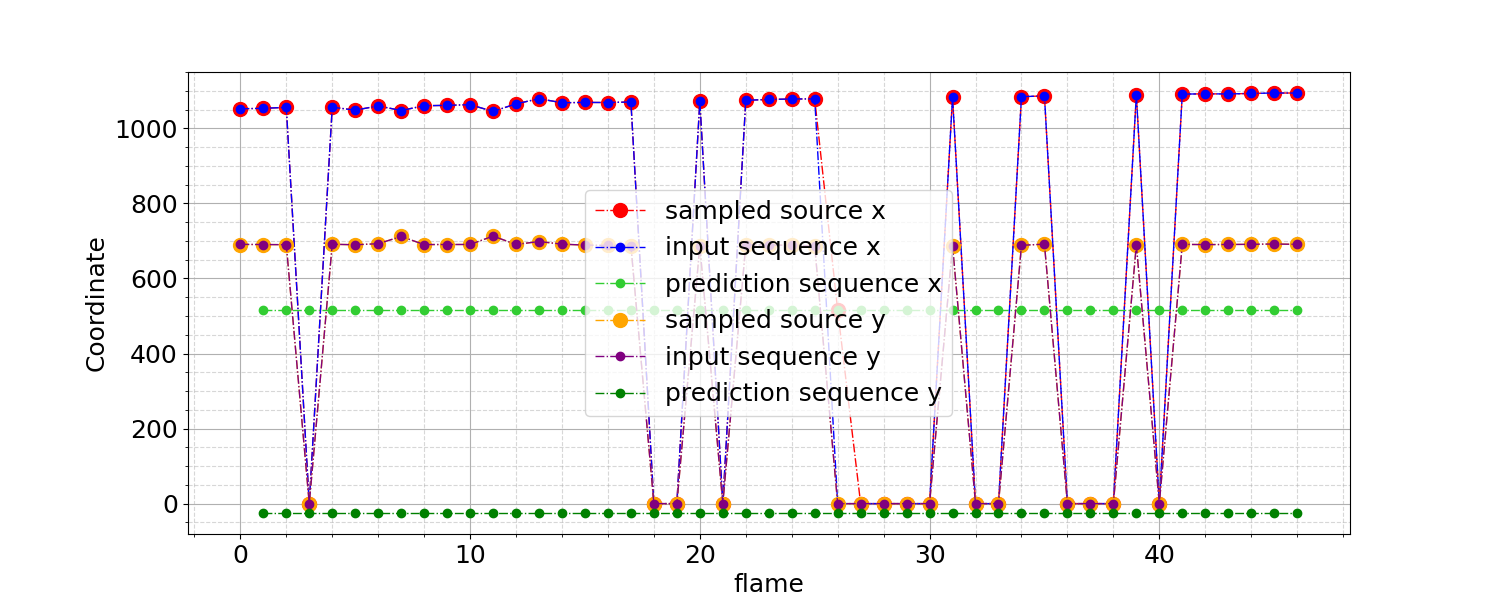 1000
800
600
400
200
0
Coordinate
sampled source x
input sequence x
prediction sequence x
sampled source y
input sequence y
prediction sequence y
0 10 20 30 40
flame